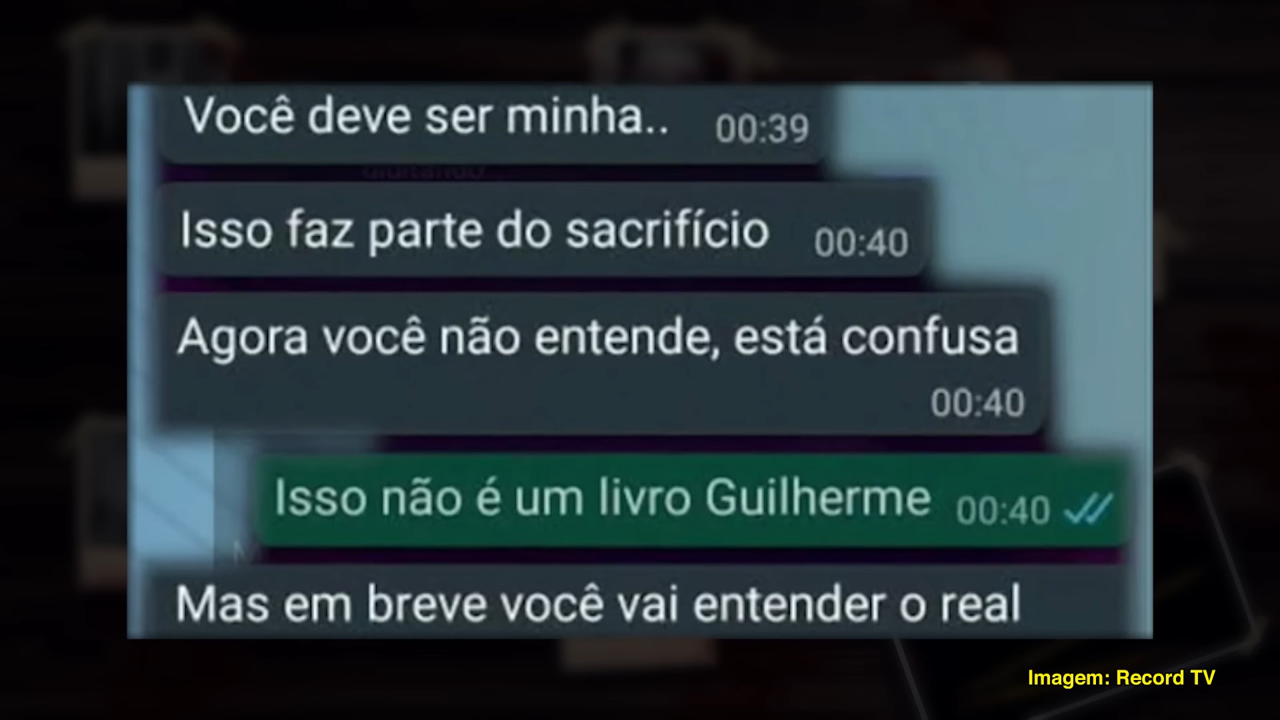 Você deve ser minha.. 00:39
Isso faz parte do sacrifício 00:40
Agora você não entende, está confusa
00:40
Isso não é um livro Guilherme 00:40
Mas em breve você vai entender o real
Imagem: Record TV